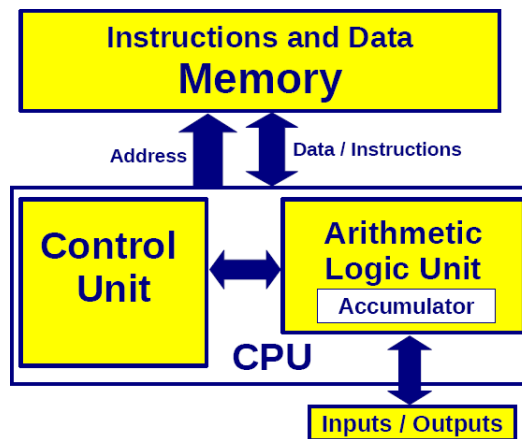 Instructions and Data
Memory
Address
Data / Instructions
Control
Unit
Arithmetic
Logic Unit
Accumulator
CPU
Inputs / Outputs